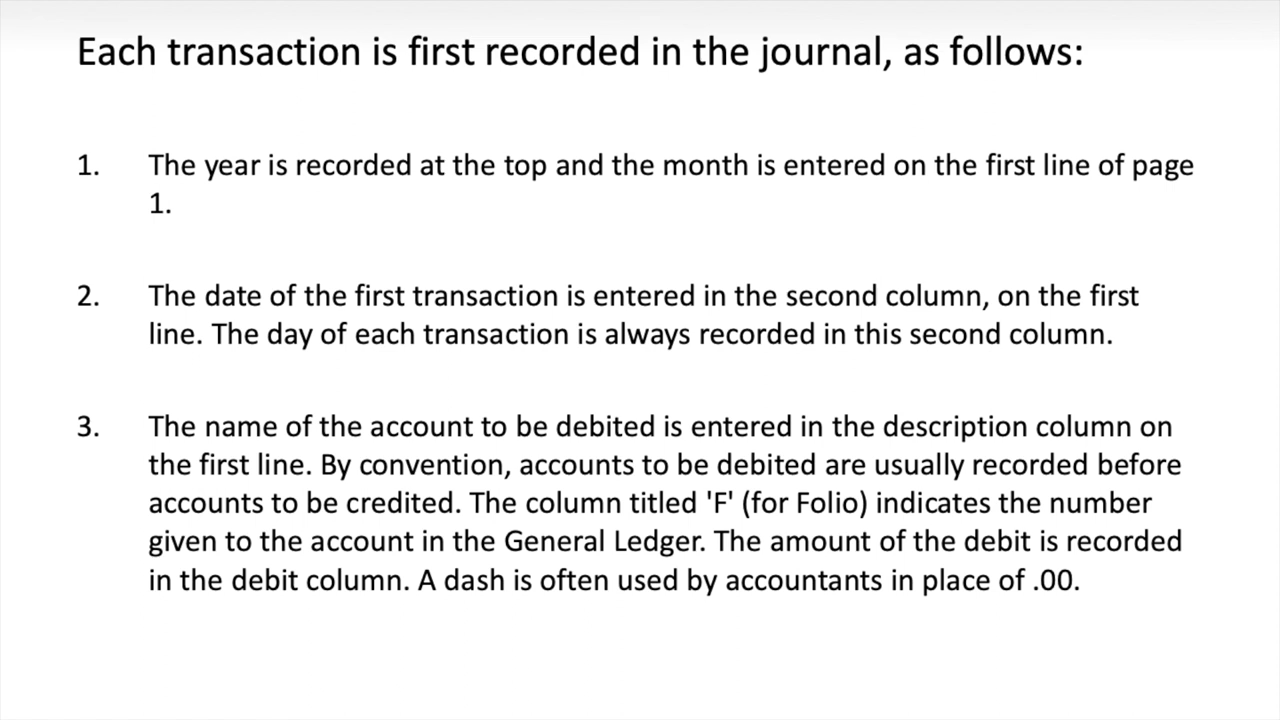 Each transaction is first recorded in the journal, as follows:
1. The year is recorded at the top and the month is entered on the first line of page
1.
2. The date of the first transaction is entered in the second column, on the first
line. The day of each transaction is always recorded in this second column.
3. The name of the account to be debited is entered in the description column on
the first line. By convention, accounts to be debited are usually recorded before
accounts to be credited. The column titled 'F' (for Folio) indicates the number
given to the account in the General Ledger. The amount of the debit is recorded
in the debit column. A dash is often used by accountants in place of .00.